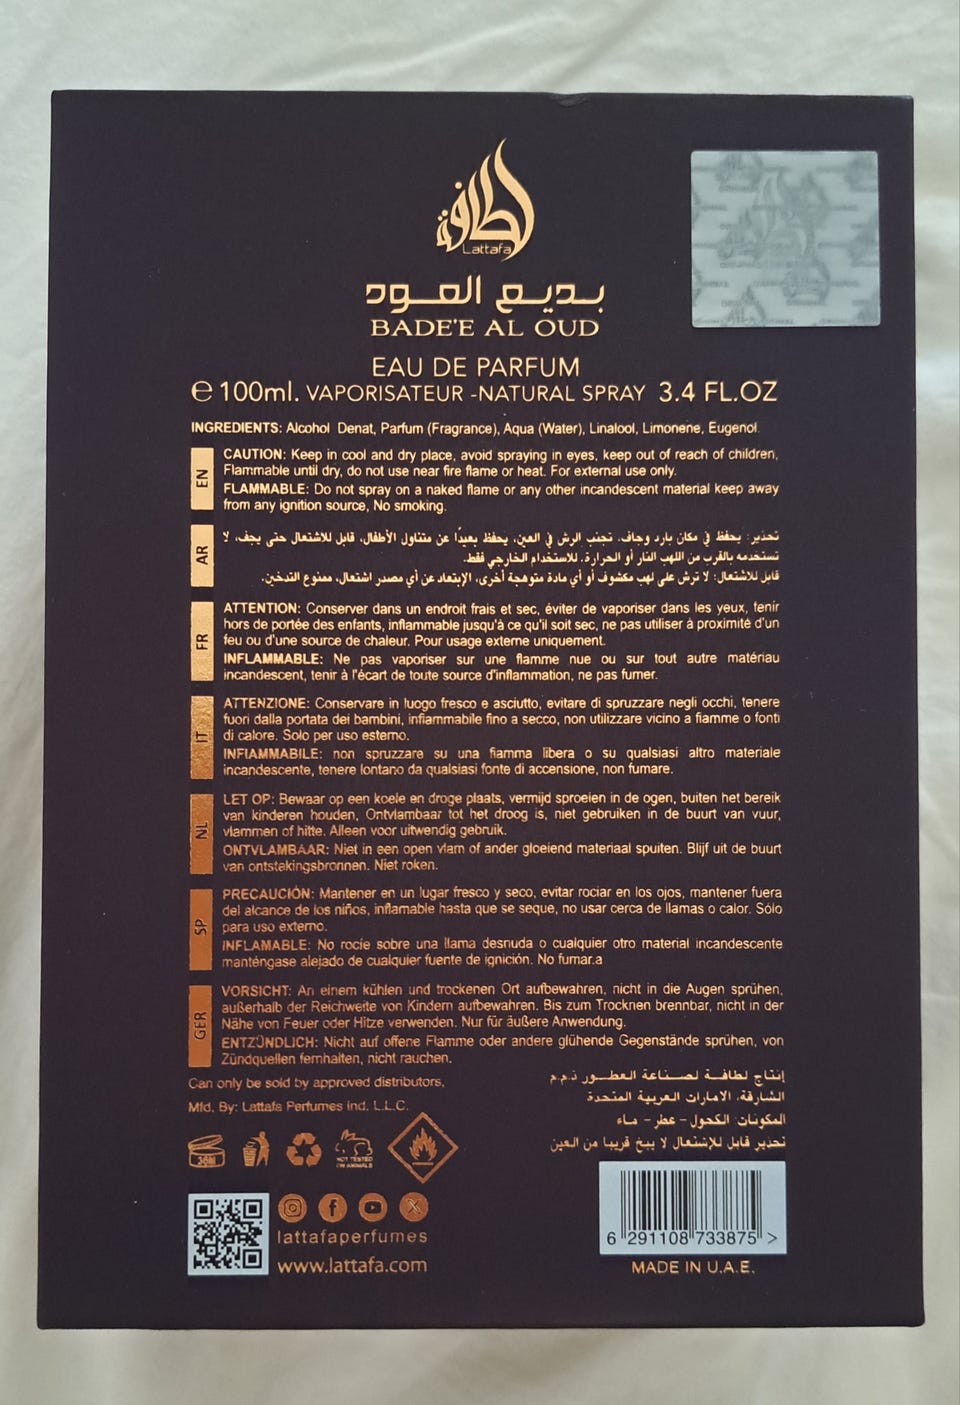 لطافة
Lattafa
بديع العود
BADE'E AL OUD
EAU DE PARFUM
℮ 100ml. VAPORISATEUR -NATURAL SPRAY 3.4 FL.OZ
INGREDIENTS: Alcohol Denat, Parfum (Fragrance), Aqua (Water), Linalool, Limonene, Eugenol.
EN
CAUTION: Keep in cool and dry place, avoid spraying in eyes, keep out of reach of children,
Flammable until dry, do not use near fire flame or heat. For external use only.
FLAMMABLE: Do not spray on a naked flame or any other incandescent material keep away
from any ignition source, No smoking.
AR
تحذير: يحفظ في مكان بارد وجاف، تجنب الرش في العين، يحفظ بعيدًا عن متناول الأطفال، قابل للاشتعال حتى يجف، لا
تستخدمه بالقرب من اللهب النار أو الحرارة. للاستخدام الخارجي فقط.
قابل للاشتعال: لا ترش على لهب مكشوف أو أي مادة متوهجة أخرى، الإبتعاد عن أي مصدر اشتعال، ممنوع التدخين.
FR
ATTENTION: Conserver dans un endroit frais et sec, éviter de vaporiser dans les yeux, tenir
hors de portée des enfants, inflammable jusqu'à ce qu'il soit sec, ne pas utiliser à proximité d'un
feu ou d'une source de chaleur. Pour usage externe uniquement.
INFLAMMABLE: Ne pas vaporiser sur une flamme nue ou sur tout autre matériau
incandescent, tenir à l'écart de toute source d'inflammation, ne pas fumer.
IT
ATTENZIONE: Conservare in luogo fresco e asciutto, evitare di spruzzare negli occhi, tenere
fuori dalla portata dei bambini, infiammabile fino a secco, non utilizzare vicino a fiamme o fonti
di calore. Solo per uso esterno.
INFIAMMABILE: non spruzzare su una fiamma libera o su qualsiasi altro materiale
incandescente, tenere lontano da qualsiasi fonte di accensione, non fumare.
NL
LET OP: Bewaar op een koele en droge plaats, vermijd sproeien in de ogen, buiten het bereik
van kinderen houden, Ontvlambaar tot het droog is, niet gebruiken in de buurt van vuur,
vlammen of hitte. Alleen voor uitwendig gebruik.
ONTVLAMBAAR: Niet in een open vlam of ander gloeiend materiaal spuiten. Blijf uit de buurt
van ontstekingsbronnen. Niet roken.
SP
PRECAUCIÓN: Mantener en un lugar fresco y seco, evitar rociar en los ojos, mantener fuera
del alcance de los niños, inflamable hasta que se seque, no usar cerca de llamas o calor. Sólo
para uso externo.
INFLAMABLE: No rocíe sobre una llama desnuda o cualquier otro material incandescente
manténgase alejado de cualquier fuente de ignición. No fumar.a
GER
VORSICHT: An einem kühlen und trockenen Ort aufbewahren, nicht in die Augen sprühen,
außerhalb der Reichweite von Kindern aufbewahren. Bis zum Trocknen brennbar, nicht in der
Nähe von Feuer oder Hitze verwenden. Nur für äußere Anwendung.
ENTZÜNDLICH: Nicht auf offene Flamme oder andere glühende Gegenstände sprühen, von
Zündquellen fernhalten, nicht rauchen.
Can only be sold by approved distributors.
Mfd. By: Lattafa Perfumes Ind. L.L.C.
إنتاج لطافة لصناعة العطور ذ.م.م
الشارقة، الامارات العربية المتحدة
المكونات: الكحول - عطر - ماء
تحذير قابل للإشتعال لا يبخ قريبا من العين
36M
NOT TESTED
ON ANIMALS
lattafaperfumes
www.lattafa.com
6 291108 733875 >
MADE IN U.A.E.